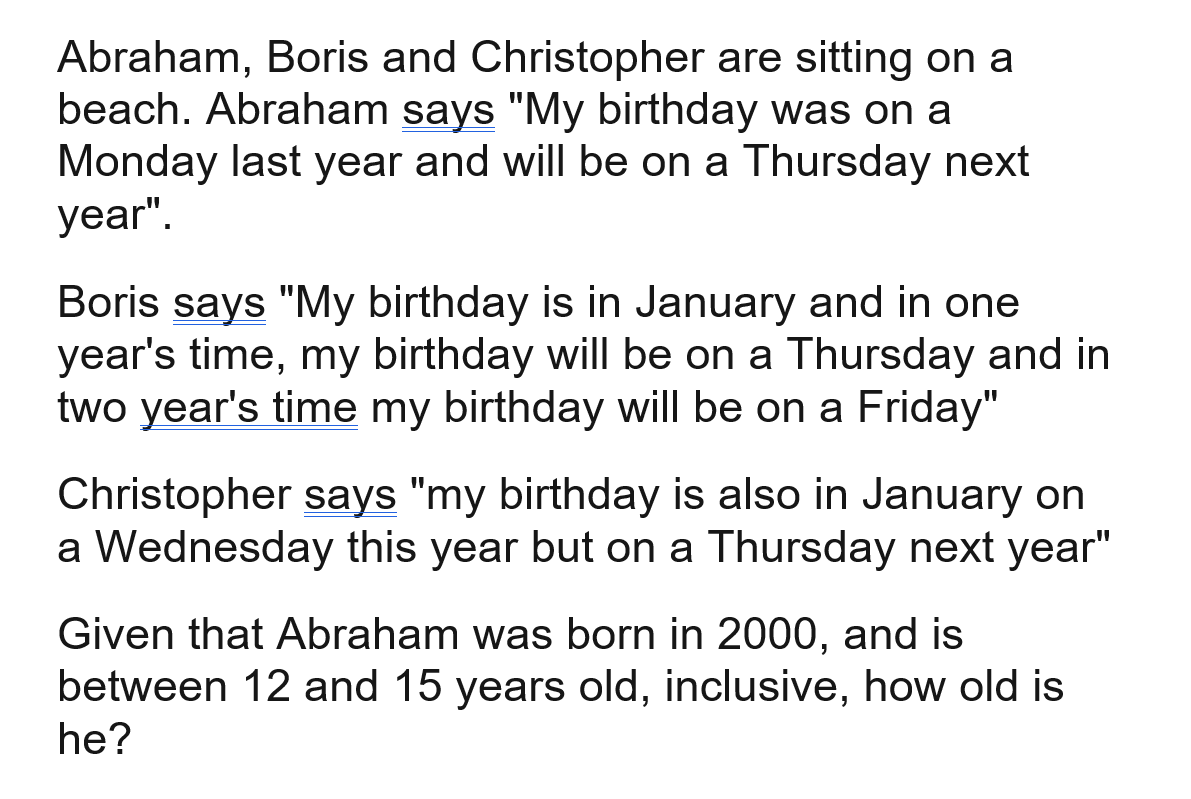 Abraham, Boris and Christopher are sitting on a
beach. Abraham says "My birthday was on a
Monday last year and will be on a Thursday next
year".
Boris says "My birthday is in January and in one
year's time, my birthday will be on a Thursday and in
two year's time my birthday will be on a Friday"
Christopher says "my birthday is also in January on
a Wednesday this year but on a Thursday next year"
Given that Abraham was born in 2000, and is
between 12 and 15 years old, inclusive, how old is
he?